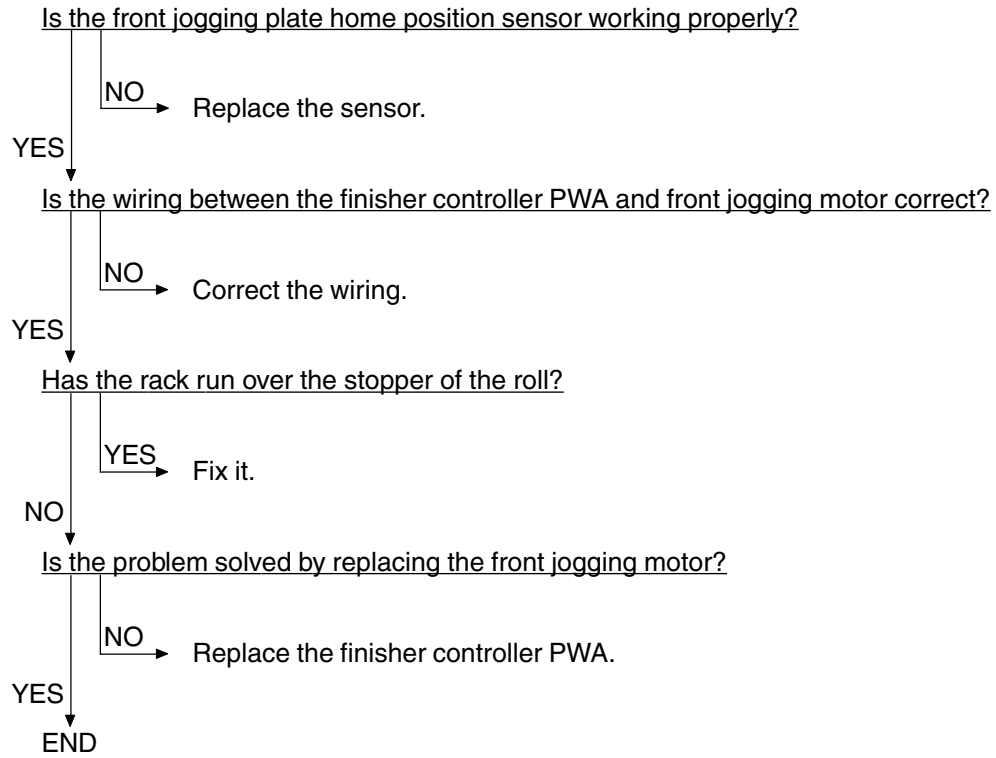 Is the front jogging plate home position sensor working properly?
NO
Replace the sensor.
YES
Is the wiring between the finisher controller PWA and front jogging motor correct?
NO
Correct the wiring.
YES
Has the rack run over the stopper of the roll?
YES
Fix it.
NO
Is the problem solved by replacing the front jogging motor?
NO
Replace the finisher controller PWA.
YES
END